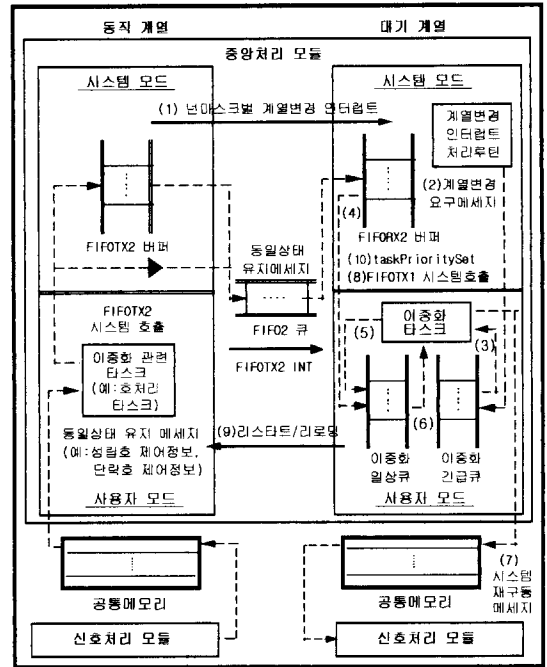 동작 계열
대기 계열
중앙처리 모듈
시스템 모드
시스템 모드
(1) 넌마스크벌 계열변경 인터럽트
계열변경
인터럽트
처리루틴
(2)계열변경
요구메세지
(4)
FIFOTX2 버퍼
FIFORX2 버퍼
동일상태
유지메세지
(10)taskPrioritySet
(8)FIFOTX1 시스템호출
FIFO2 큐
FIFOTX2
시스템 호출
FIFOTX2 INT
이중화
타스크
(5)
(3)
(6)
이중화 관련
타스크
(예:호처리
타스크)
동일상태 유지 메세지
(예:성립호 제어정보,
단락호 제어정보)
(9)리스타트/리로딩
이중화
일상큐
이중화
긴급큐
사용자 모드
사용자 모드
(7)
시스템
재구동
메세지
공통메모리
공통메모리
신호처리 모듈
신호처리 모듈